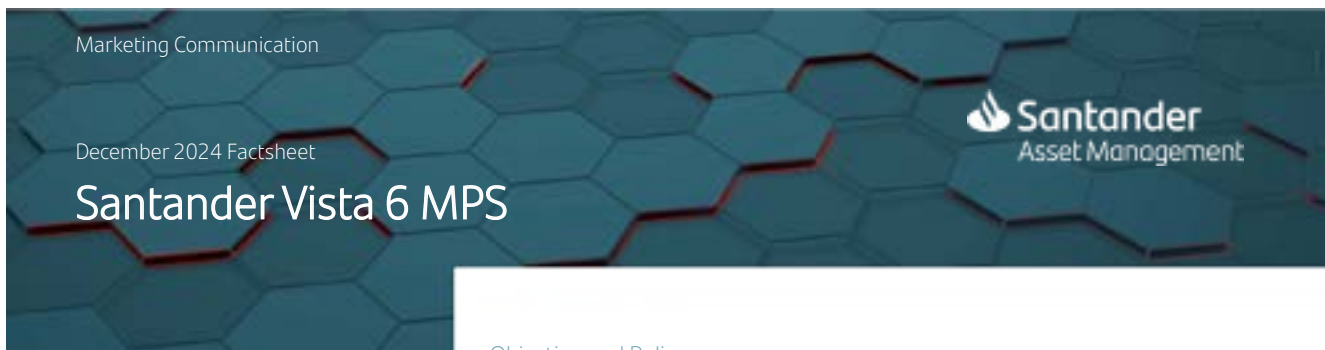 Marketing Communication
Santander
Asset Management
December 2024 Factsheet
Santander Vista 6 MPS